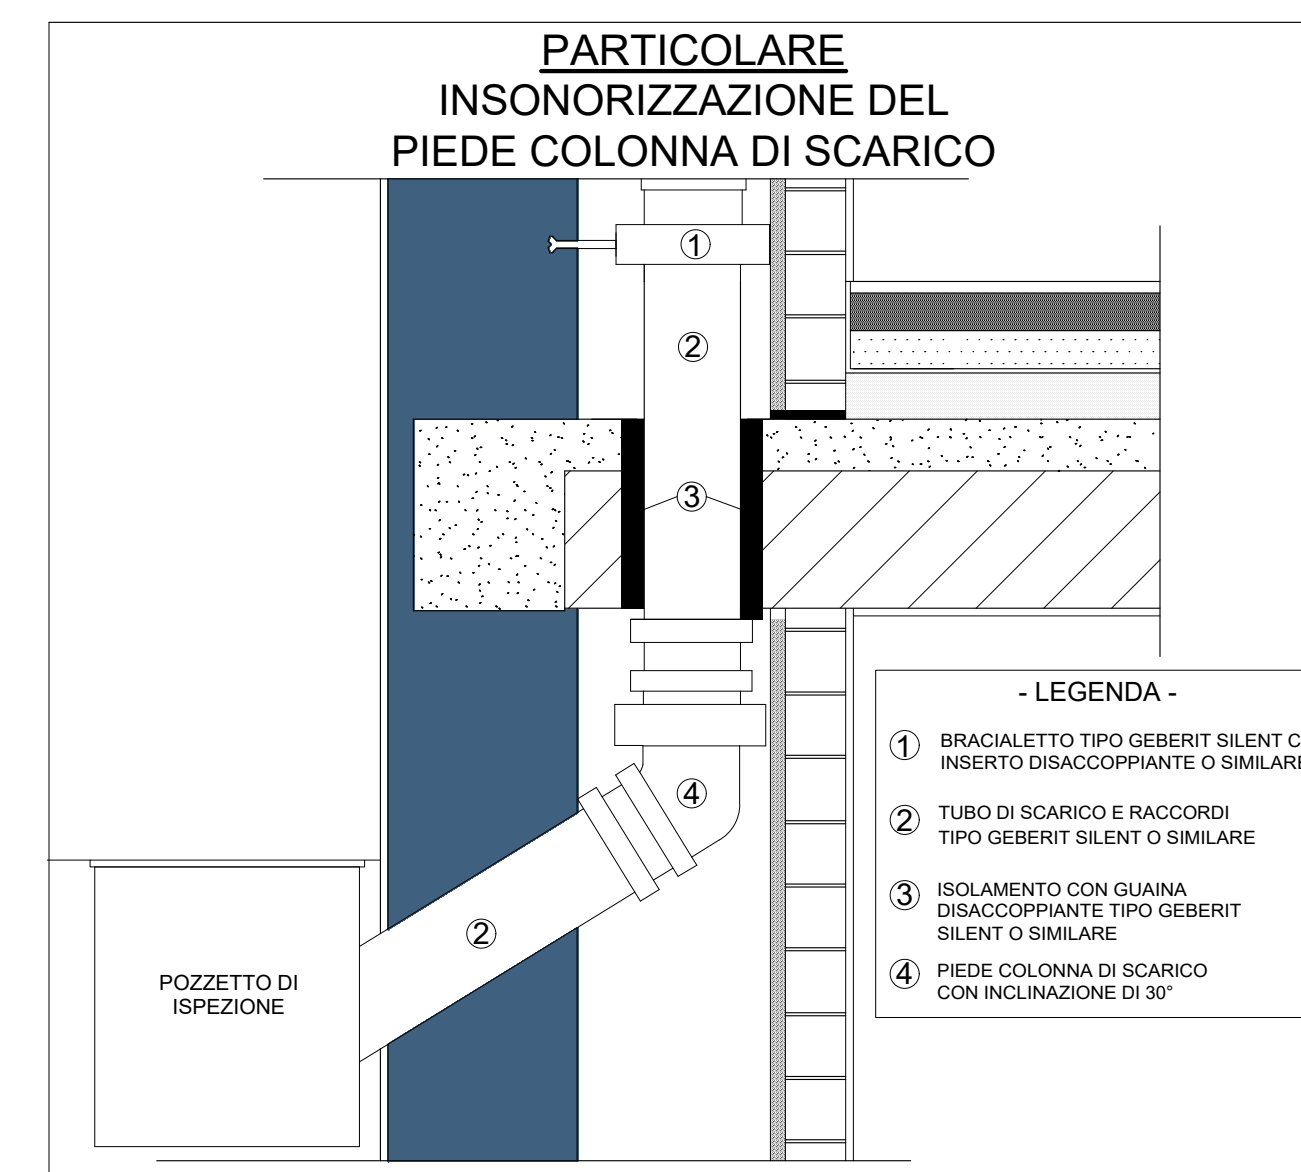 PARTICOLARE
INSONORIZZAZIONE DEL
PIEDE COLONNA DI SCARICO
1
2
3
4
2
POZZETTO DI
ISPEZIONE
- LEGENDA -
1 BRACIALETTO TIPO GEBERIT SILENT C
INSERTO DISACCOPPIANTE O SIMILARE
2 TUBO DI SCARICO E RACCORDI
TIPO GEBERIT SILENT O SIMILARE
3 ISOLAMENTO CON GUAINA
DISACCOPPIANTE TIPO GEBERIT
SILENT O SIMILARE
4 PIEDE COLONNA DI SCARICO
CON INCLINAZIONE DI 30°